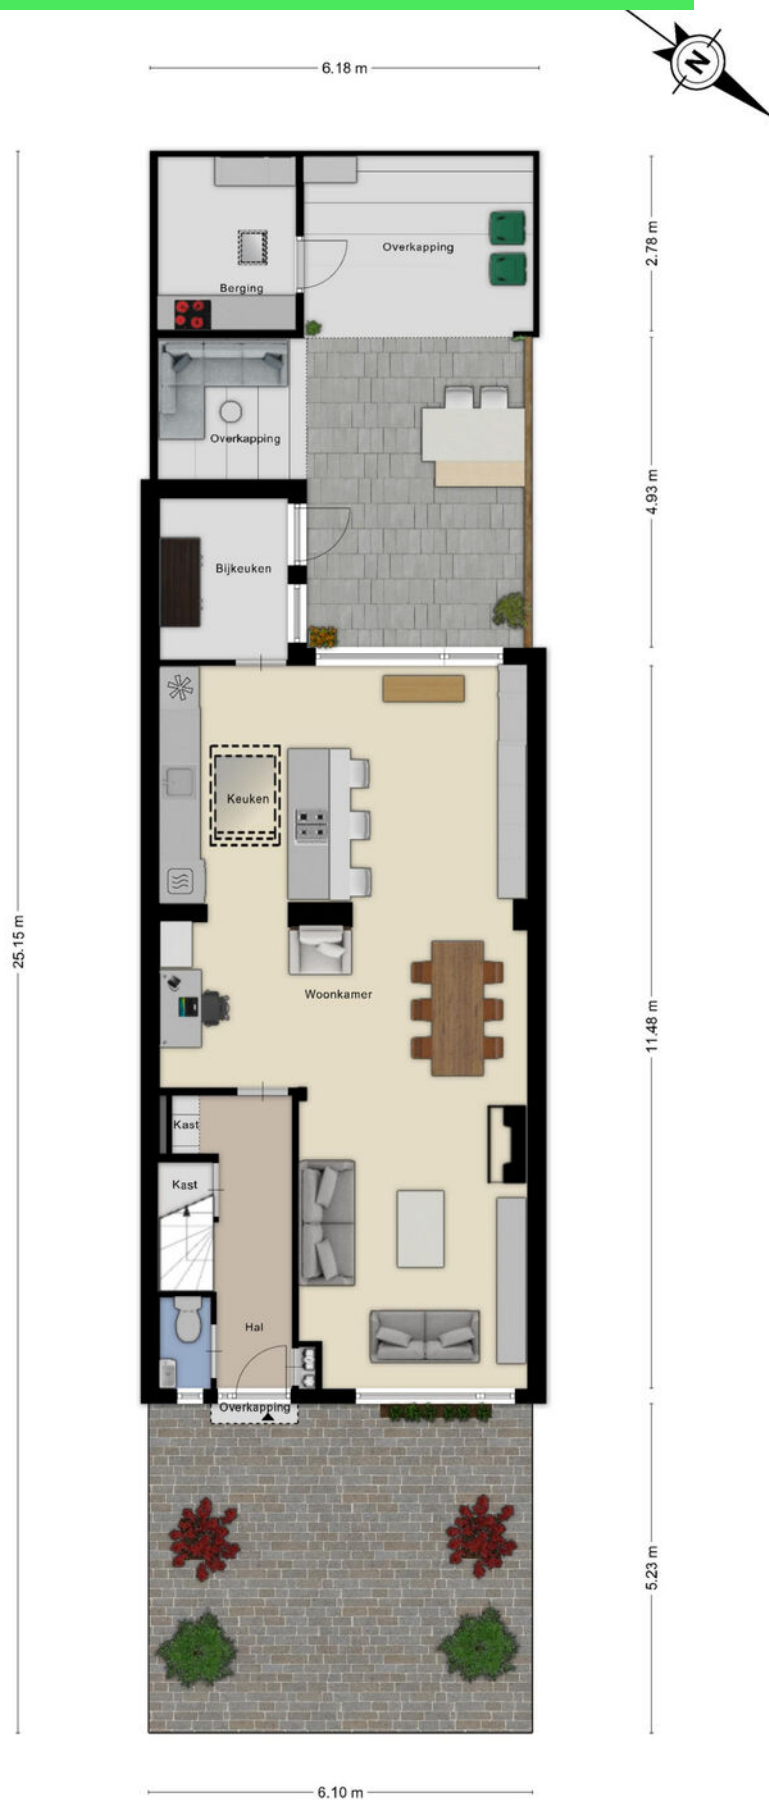 N
6.18 m
2.78 m
Overkapping
Berging
Overkapping
4.93 m
Bijkeuken
Keuken
25.15 m
Woonkamer
11.48 m
Kast
Kast
Hal
Overkapping
5.23 m
6.10 m